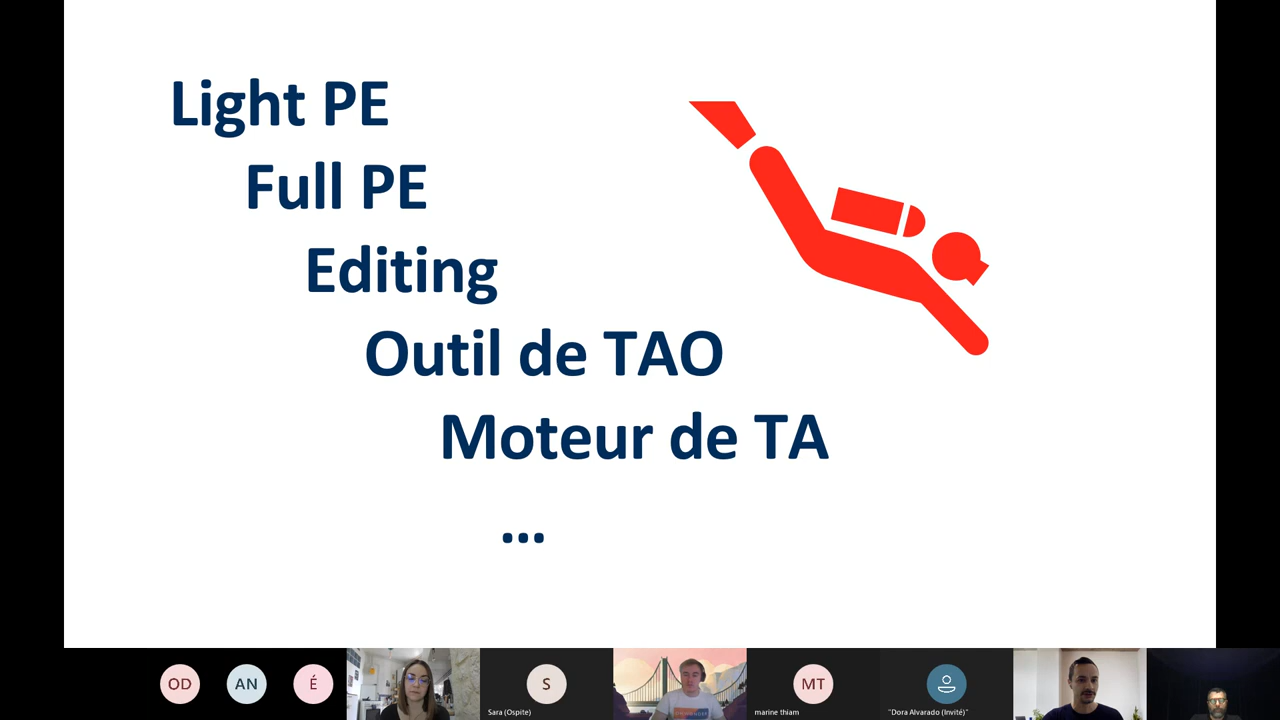 Light PE
Full PE
Editing
Outil de TAO
Moteur de TA
...
OD
AN
É
S
Sara (Ospite)
MT
marine thiam
"Dora Alvarado (Invité)"